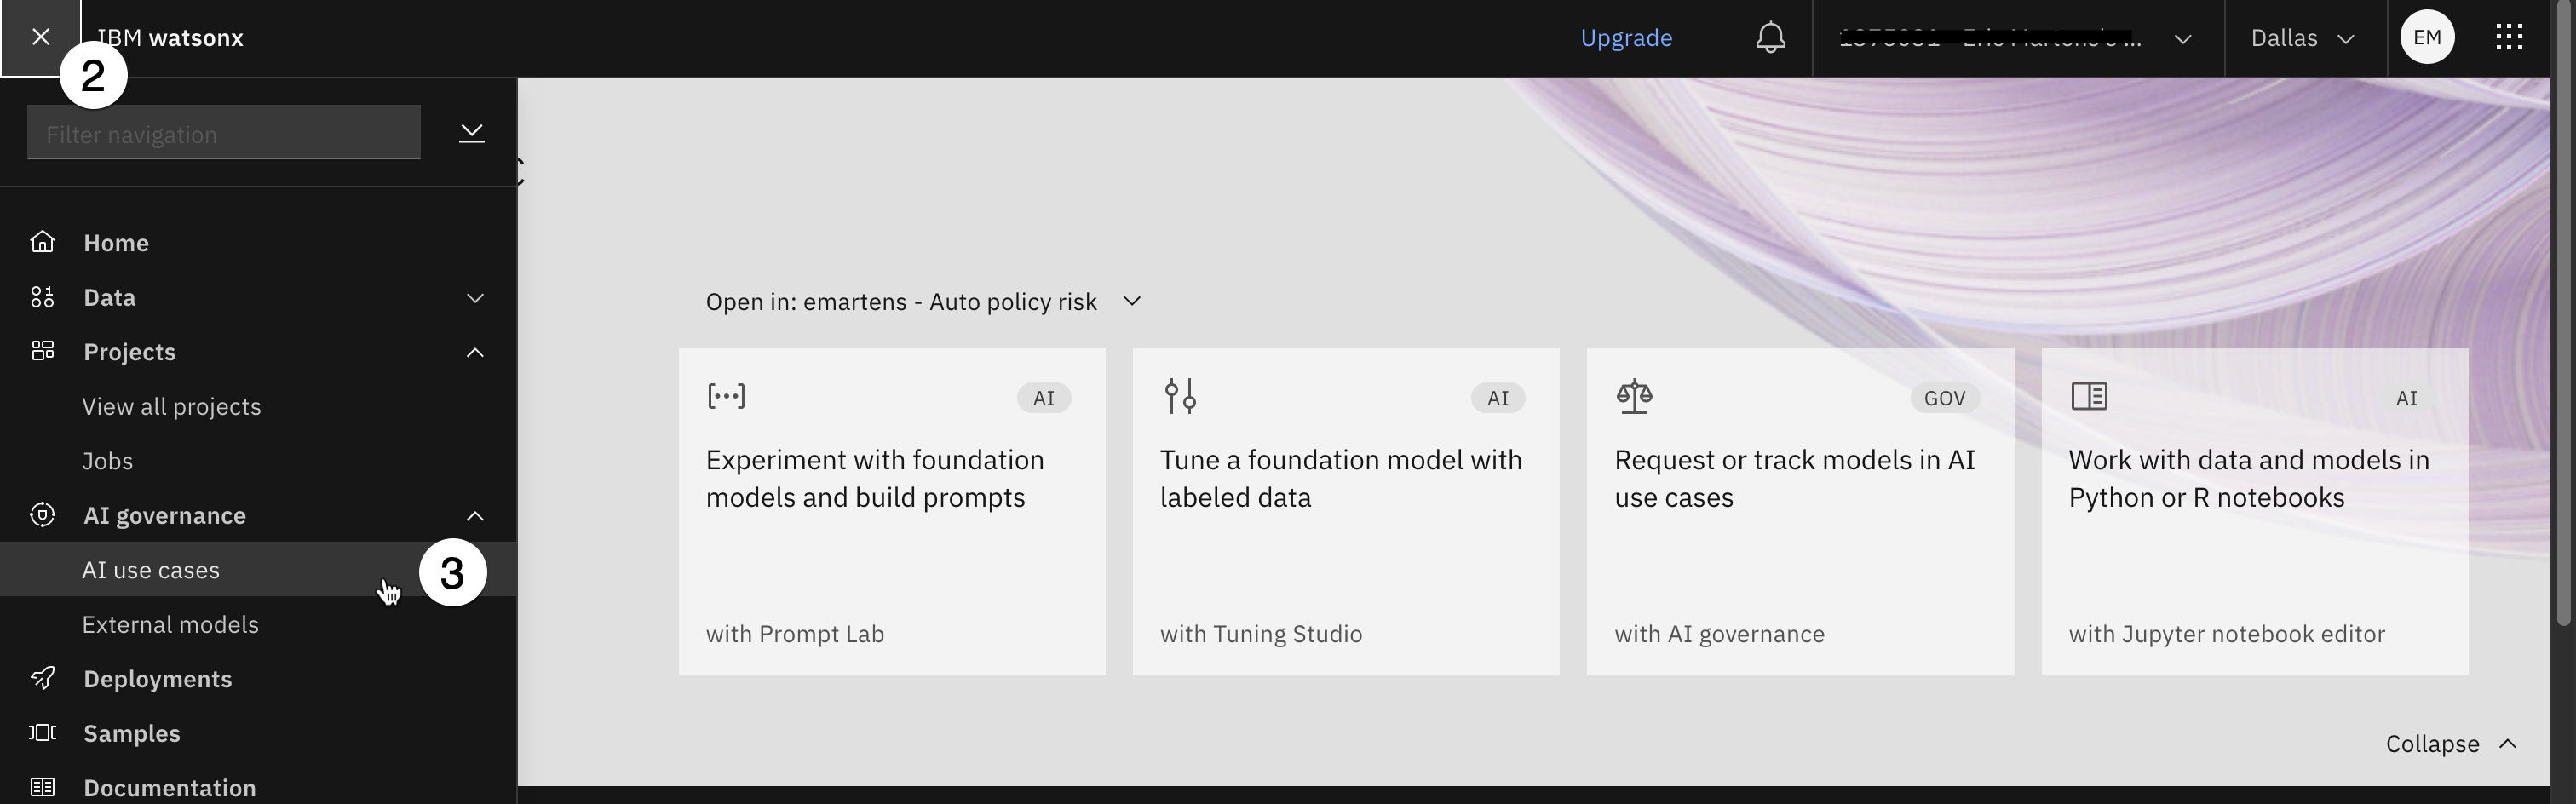 IBM watsonx
Upgrade
Dallas
EM
2
Filter navigation
Home
Data
Projects
View all projects
Jobs
AI governance
AI use cases
3
External models
Deployments
Samples
Documentation
Open in: emartens - Auto policy risk
AI
Experiment with foundation
models and build prompts
with Prompt Lab
AI
Tune a foundation model with
labeled data
with Tuning Studio
GOV
Request or track models in AI
use cases
with AI governance
AI
Work with data and models in
Python or R notebooks
with Jupyter notebook editor
Collapse